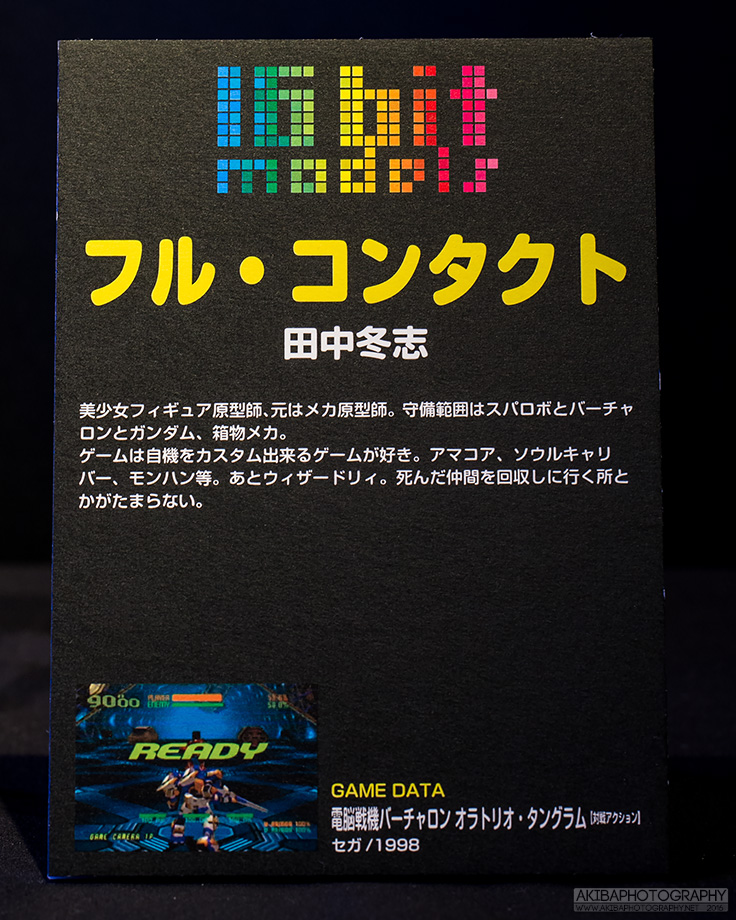 16 bit
models
フル・コンタクト
田中冬志
美少女フィギュア原型師、元はメカ原型師。守備範囲はスパロボとバーチャ
ロンとガンダム、箱物メカ。
ゲームは自機をカスタム出来るゲームが好き。アマコア、ソウルキャリ
バー、モンハン等。あとウィザードリィ。死んだ仲間を回収しに行く所と
かがたまらない。
READY
GAME CAMERA 1P
GAME DATA
電脳戦機バーチャロン オラトリオ・タングラム [対戦アクション]
セガ/1998
AKIBAPHOTOGRAPHY
WWW.AKIBAPHOTOGRAPHY.NET